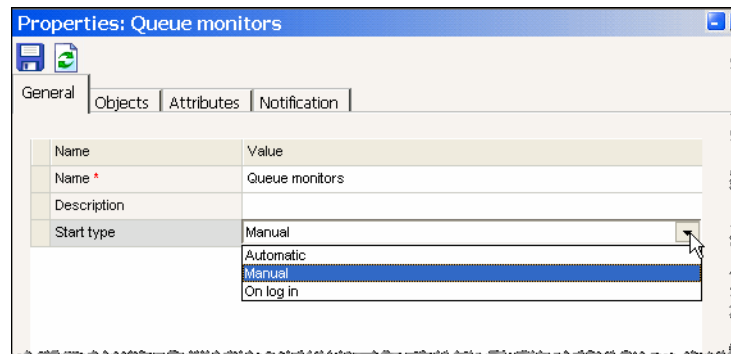 Properties: Queue monitors
General Objects Attributes Notification
Name Value
Name * Queue monitors
Description
Start type Manual
Automatic
Manual
On log in